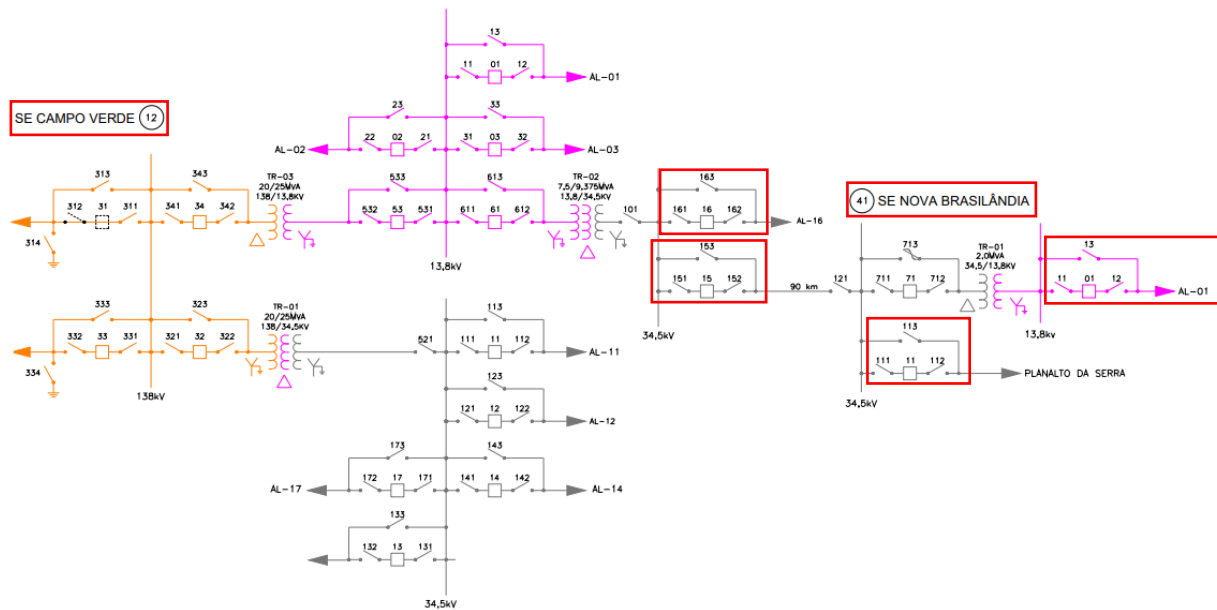 13
11 01 12
AL-01
SE CAMPO VERDE 12
23
22 02 21
AL-02
33
31 03 32
AL-03
313
312 31 311
314
343
341 34 342
TR-03
20/25MVA
138/13,8KV
533
532 53 531
613
611 61 612
TR-02
7,5/9,375MVA
13,8/34,5KV
101
13,8kV
163
161 16 162
AL-16
153
151 15 152
34,5kV
90 km
41 SE NOVA BRASILÂNDIA
121
713
711 71 712
TR-01
2,0MVA
34,5/13,8KV
13
11 01 12
AL-01
13,8kV
113
111 11 112
PLANALTO DA SERRA
34,5kV
333
332 33 331
334
323
321 32 322
138kV
TR-01
20/25MVA
138/34,5KV
521
113
111 11 112
AL-11
123
121 12 122
AL-12
173
172 17 171
AL-17
143
141 14 142
AL-14
133
132 13 131
34,5kV